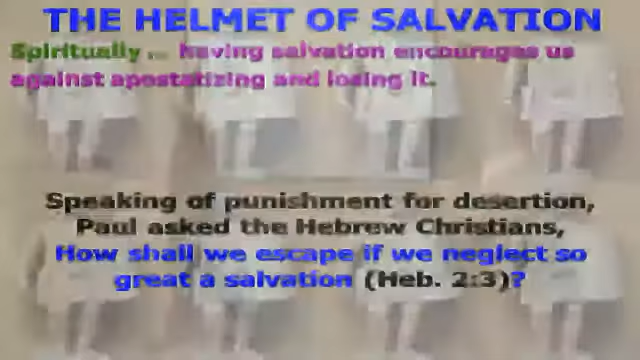 THE HELMET OF SALVATION
Spiritually ... having salvation encourages us
against apostatizing and losing it.
Speaking of punishment for desertion,
Paul asked the Hebrew Christians,
How shall we escape if we neglect so
great a salvation (Heb. 2:3)?